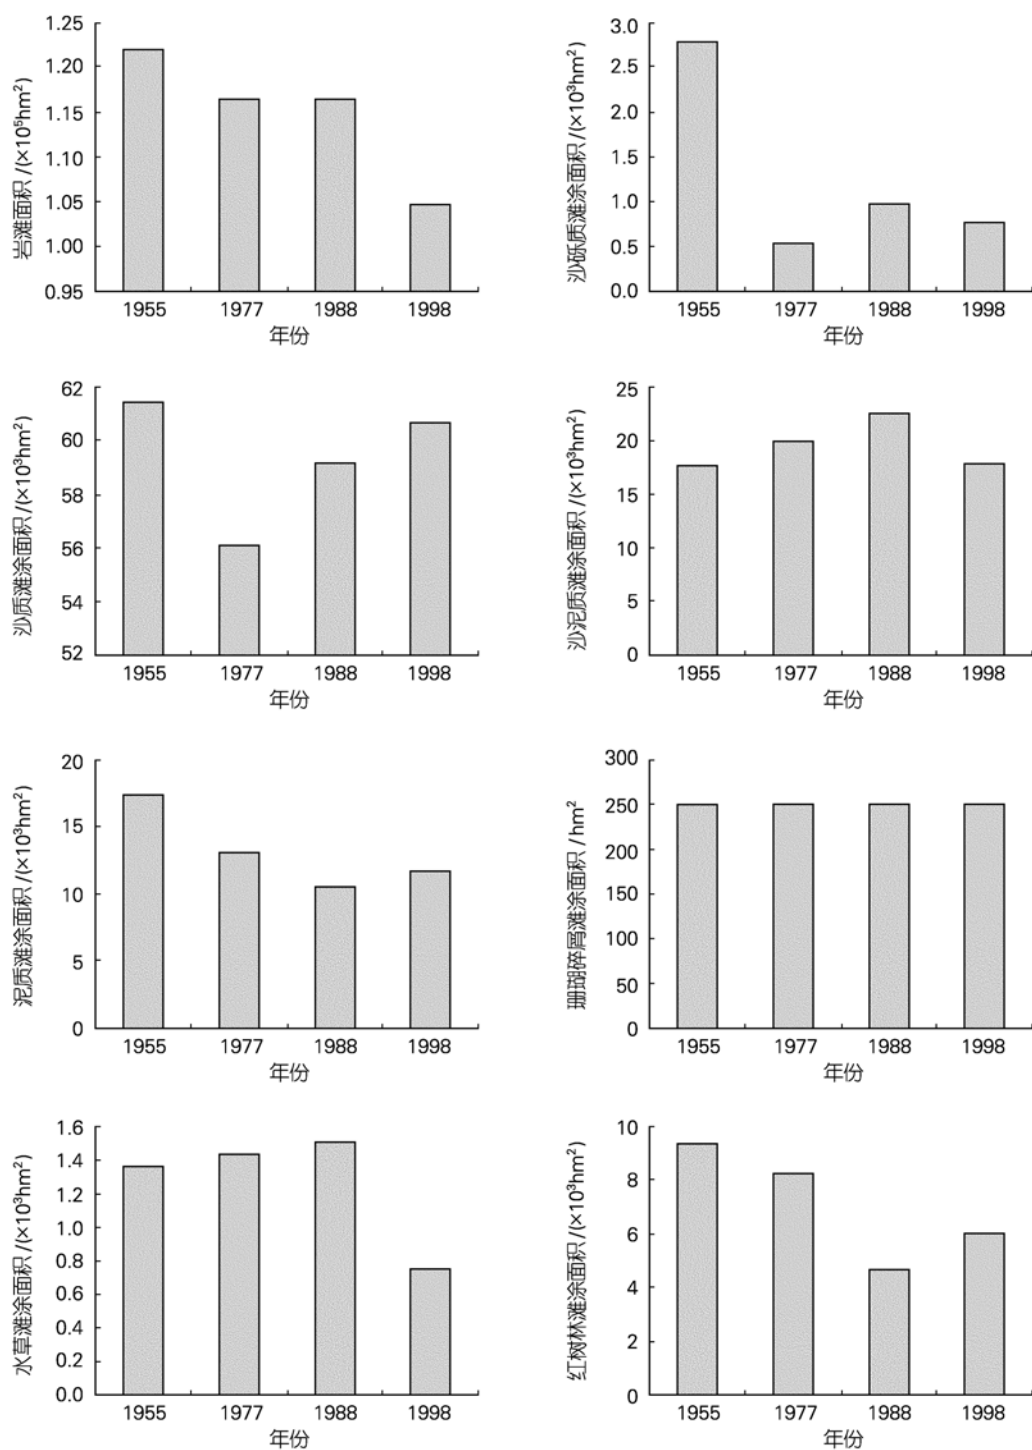 岩滩面积/(×10⁵hm²)
1.25
1.20
1.15
1.10
1.05
1.00
0.95
1955 1977 1988 1998
年份
沙砾质滩涂面积/(×10³hm²)
3.0
2.5
2.0
1.5
1.0
0.5
0.0
1955 1977 1988 1998
年份
沙质滩涂面积/(×10³hm²)
62
60
58
56
54
52
1955 1977 1988 1998
年份
沙泥质滩涂面积/(×10³hm²)
25
20
15
10
5
0
1955 1977 1988 1998
年份
泥质滩涂面积/(×10³hm²)
20
15
10
5
0
1955 1977 1988 1998
年份
珊瑚碎屑滩涂面积/hm²
300
250
200
150
100
50
0
1955 1977 1988 1998
年份
水草滩涂面积/(×10³hm²)
1.6
1.4
1.2
1.0
0.8
0.6
0.4
0.2
0.0
1955 1977 1988 1998
年份
红树林滩涂面积/(×10³hm²)
10
8
6
4
2
0
1955 1977 1988 1998
年份